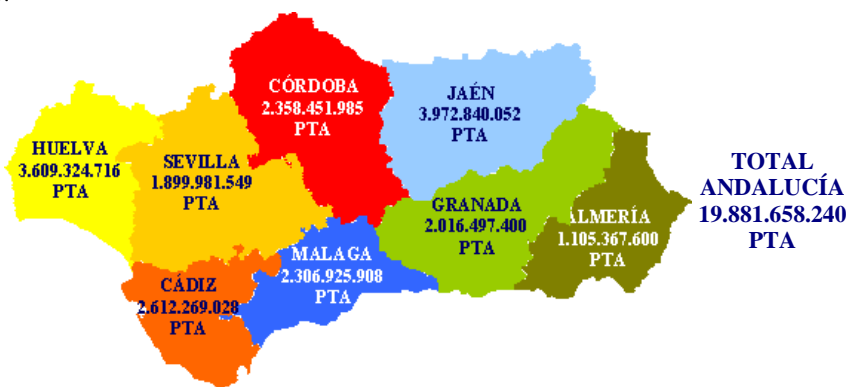 CÓRDOBA
2.358.451.985
PTA
JAÉN
3.972.840.052
PTA
HUELVA
3.609.324.716
PTA
SEVILLA
1.899.981.549
PTA
GRANADA
2.016.497.400
PTA
ALMERÍA
1.105.367.600
PTA
MALAGA
2.306.925.908
PTA
CÁDIZ
2.612.269.028
PTA
TOTAL
ANDALUCÍA
19.881.658.240
PTA